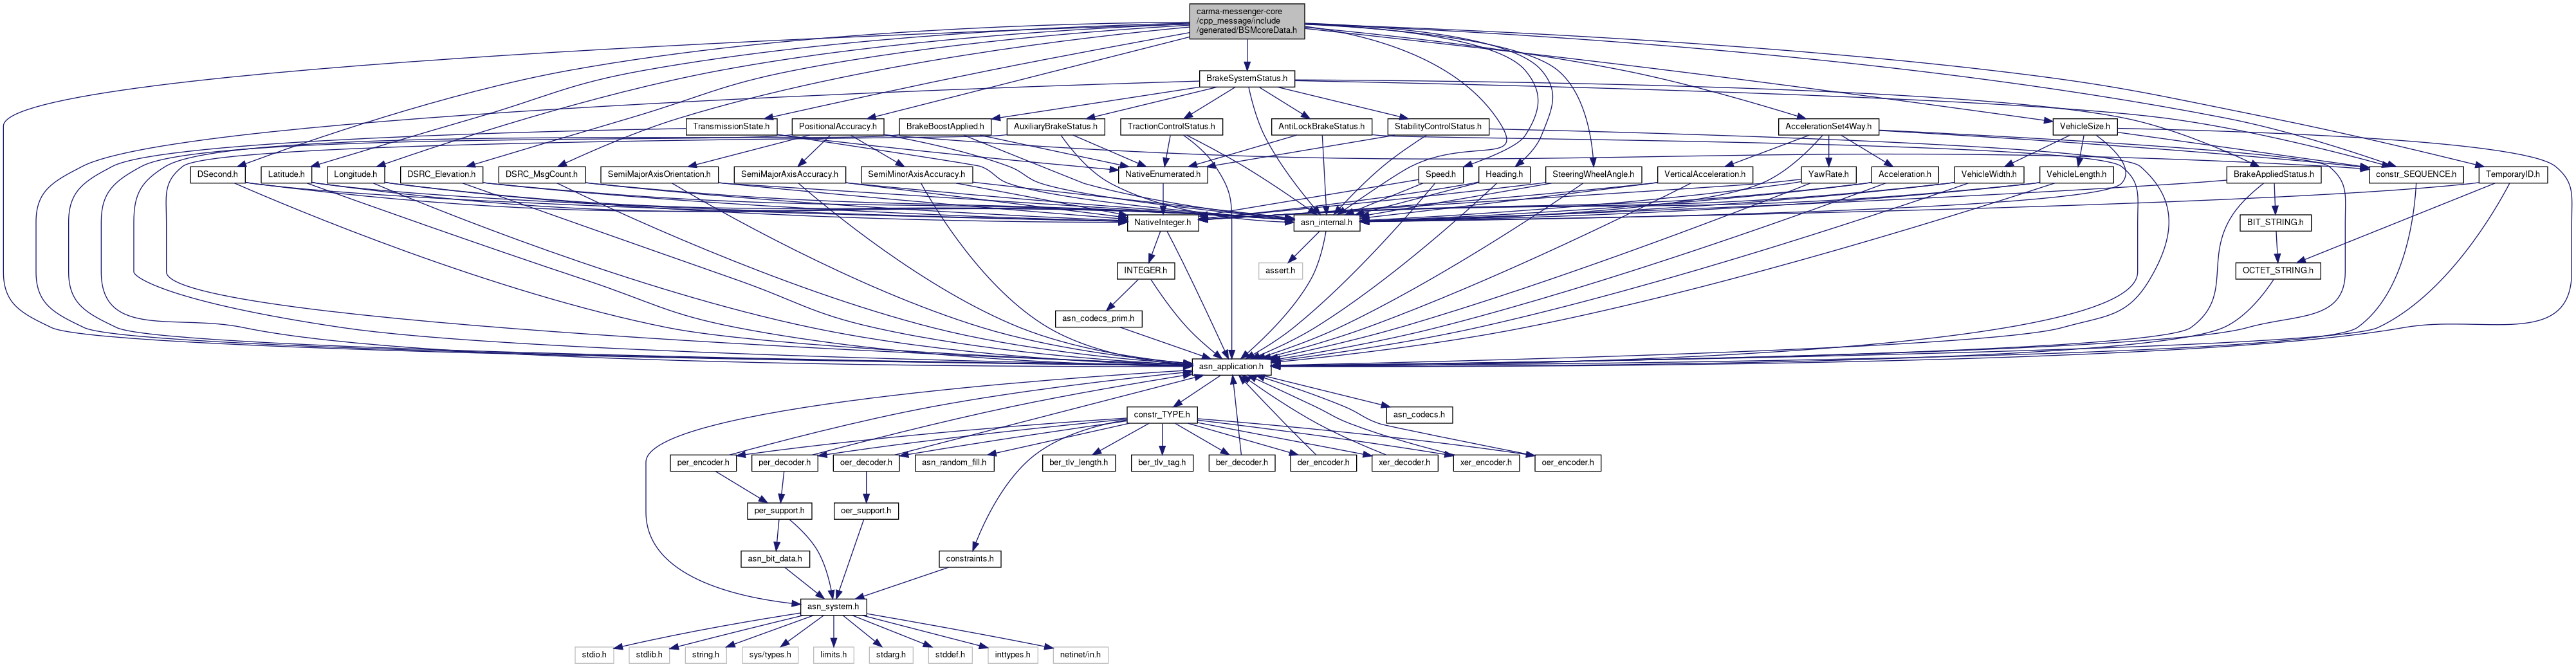 carma-messenger-core
/cpp_message/include
/generated/BSMcoreData.h
BrakeSystemStatus.h
TransmissionState.h
PositionalAccuracy.h
BrakeBoostApplied.h
AuxiliaryBrakeStatus.h
TractionControlStatus.h
AntiLockBrakeStatus.h
StabilityControlStatus.h
AccelerationSet4Way.h
VehicleSize.h
DSecond.h
Latitude.h
Longitude.h
DSRC_Elevation.h
DSRC_MsgCount.h
SemiMajorAxisOrientation.h
SemiMajorAxisAccuracy.h
SemiMinorAxisAccuracy.h
NativeEnumerated.h
Speed.h
Heading.h
SteeringWheelAngle.h
VerticalAcceleration.h
YawRate.h
Acceleration.h
VehicleWidth.h
VehicleLength.h
BrakeAppliedStatus.h
constr_SEQUENCE.h
TemporaryID.h
NativeInteger.h
asn_internal.h
BIT_STRING.h
INTEGER.h
assert.h
OCTET_STRING.h
asn_codecs_prim.h
asn_application.h
constr_TYPE.h
asn_codecs.h
per_encoder.h
per_decoder.h
oer_decoder.h
asn_random_fill.h
ber_tlv_length.h
ber_tlv_tag.h
ber_decoder.h
der_encoder.h
xer_decoder.h
xer_encoder.h
oer_encoder.h
per_support.h
oer_support.h
asn_bit_data.h
constraints.h
asn_system.h
stdio.h
stdlib.h
string.h
sys/types.h
limits.h
stdarg.h
stddef.h
inttypes.h
netinet/in.h